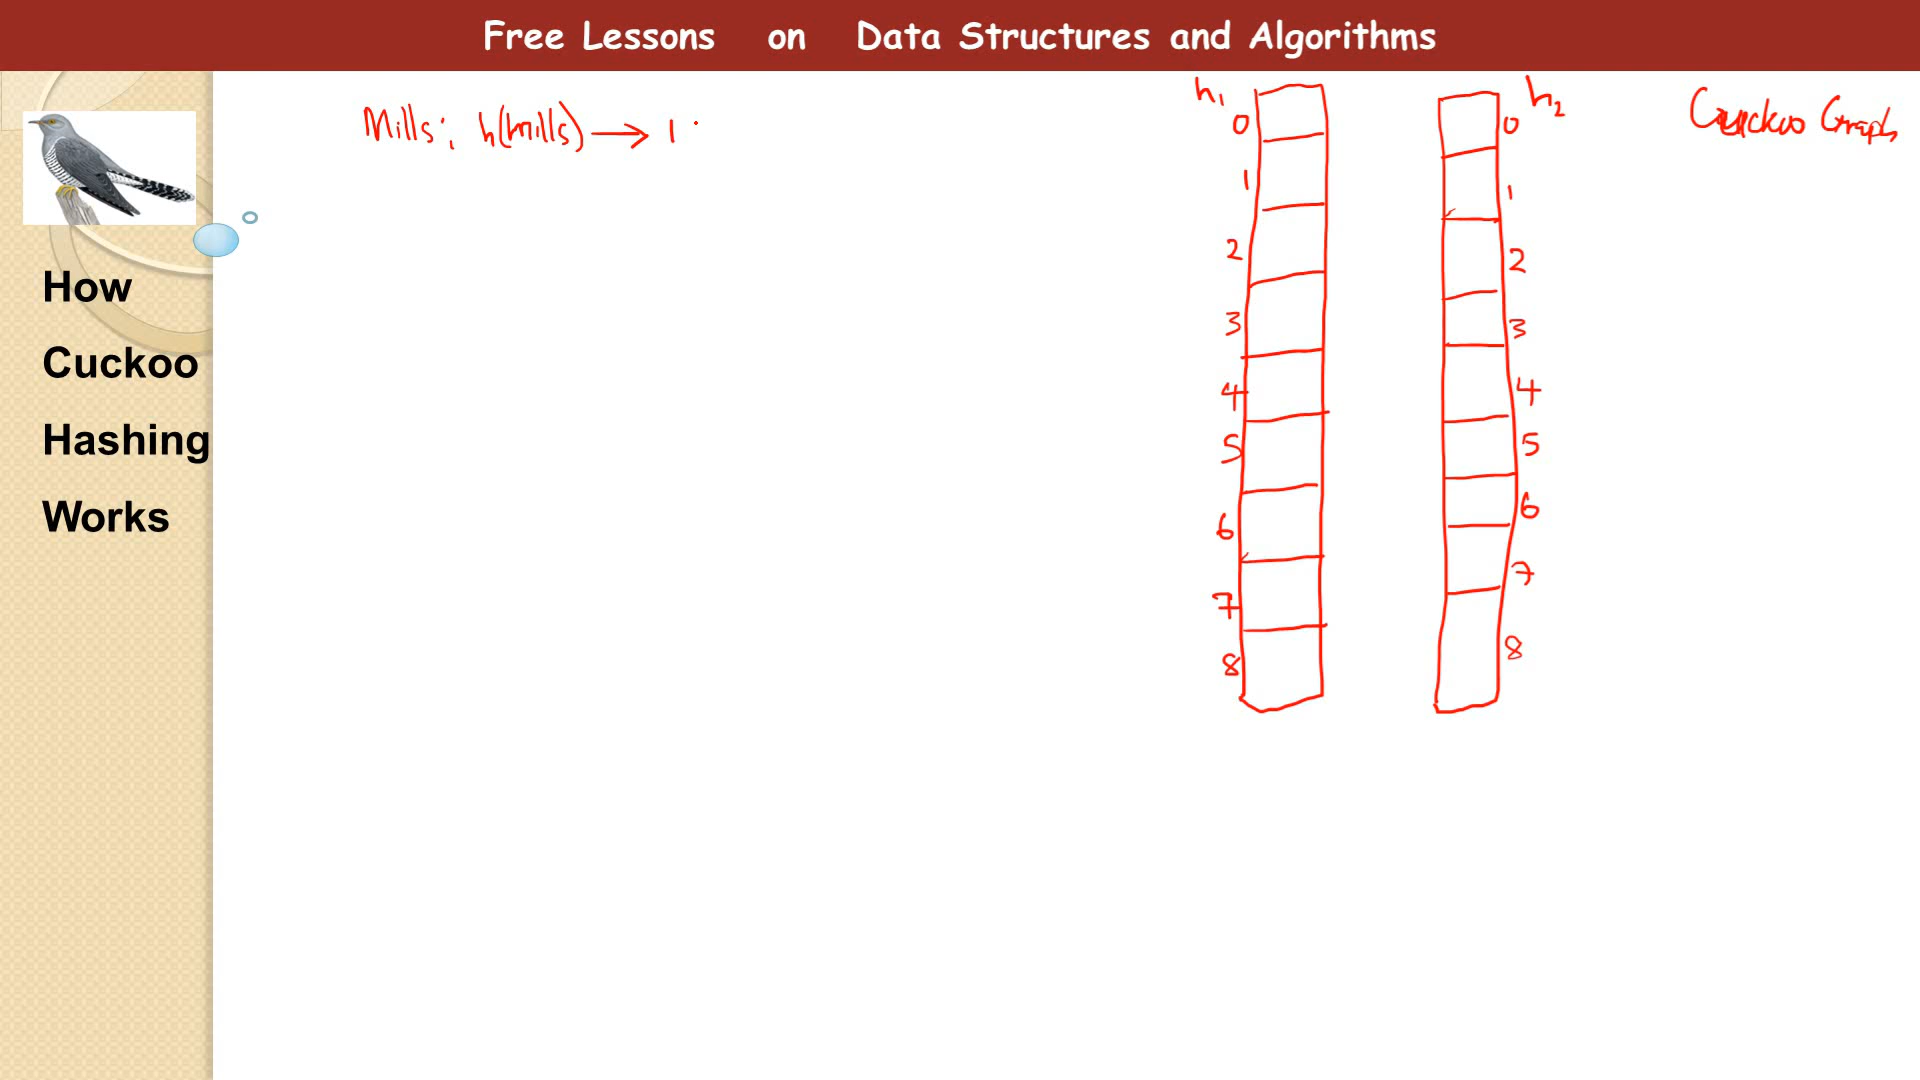 Free Lessons on Data Structures and Algorithms
Mills: h(mills) → 1
h1
0
1
2
3
4
5
6
7
8
h2
0
1
2
3
4
5
6
7
8
Cuckoo Graph
How
Cuckoo
Hashing
Works